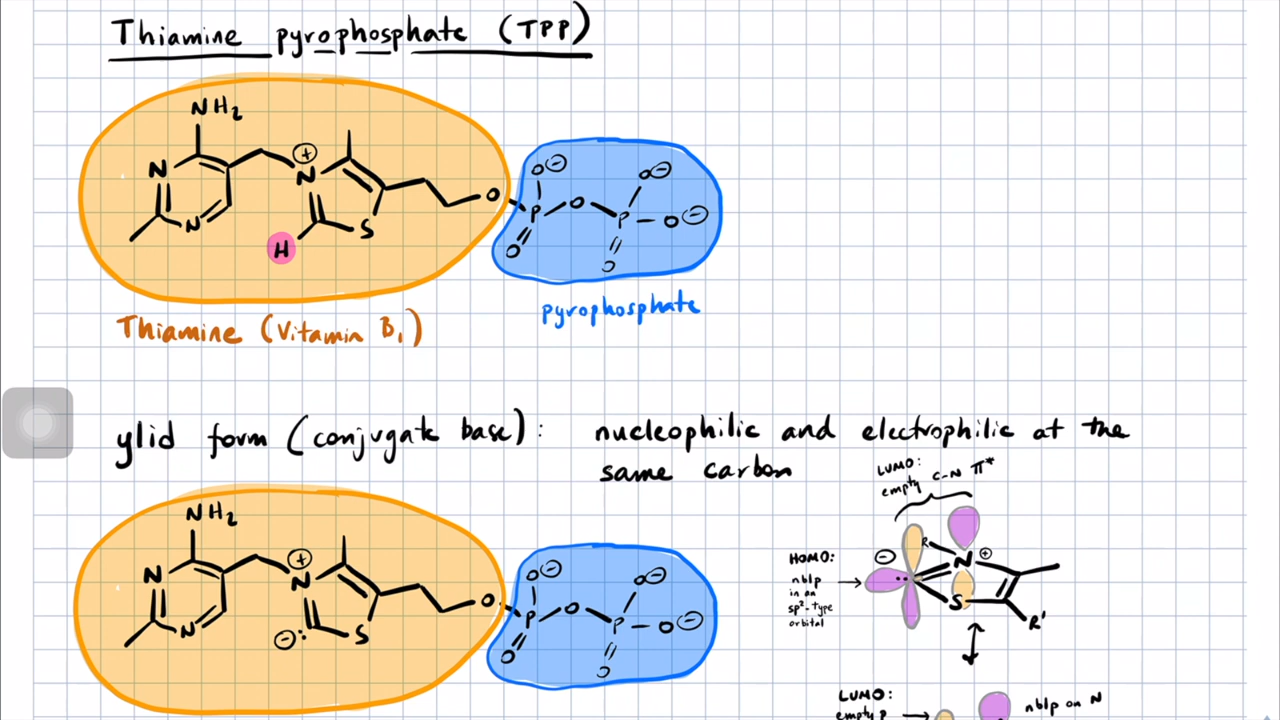 Thiamine pyrophosphate (TPP)
NH2
N
N
N
⊕
S
H
O
P
O
⊖
O
O
P
O
⊖
O
⊖
O
Thiamine (Vitamin B1)
pyrophosphate
ylid form (conjugate base): nucleophilic and electrophilic at the
same carbon
LUMO:
empty C-N π*
HOMO:
nblp
in an
sp²-type
orbital
⊖
R
N
⊕
S
R'
NH2
N
N
N
⊕
S
⊖:
O
P
O
⊖
O
O
P
O
⊖
O
⊖
O
LUMO:
empty p
nblp on N